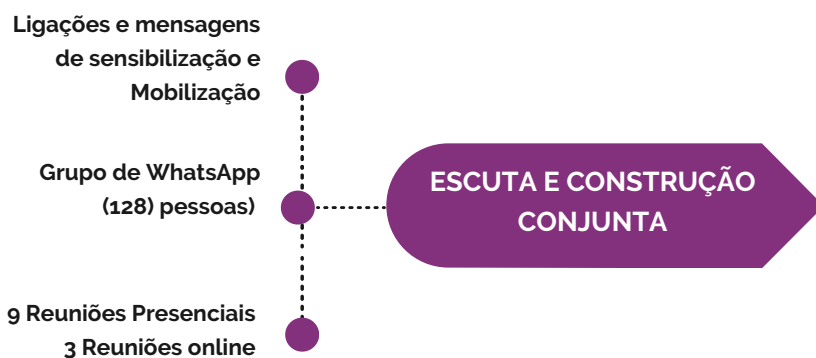 Ligações e mensagens
de sensibilização e
Mobilização
Grupo de WhatsApp
(128) pessoas)
9 Reuniões Presenciais
3 Reuniões online
ESCUTA E CONSTRUÇÃO
CONJUNTA